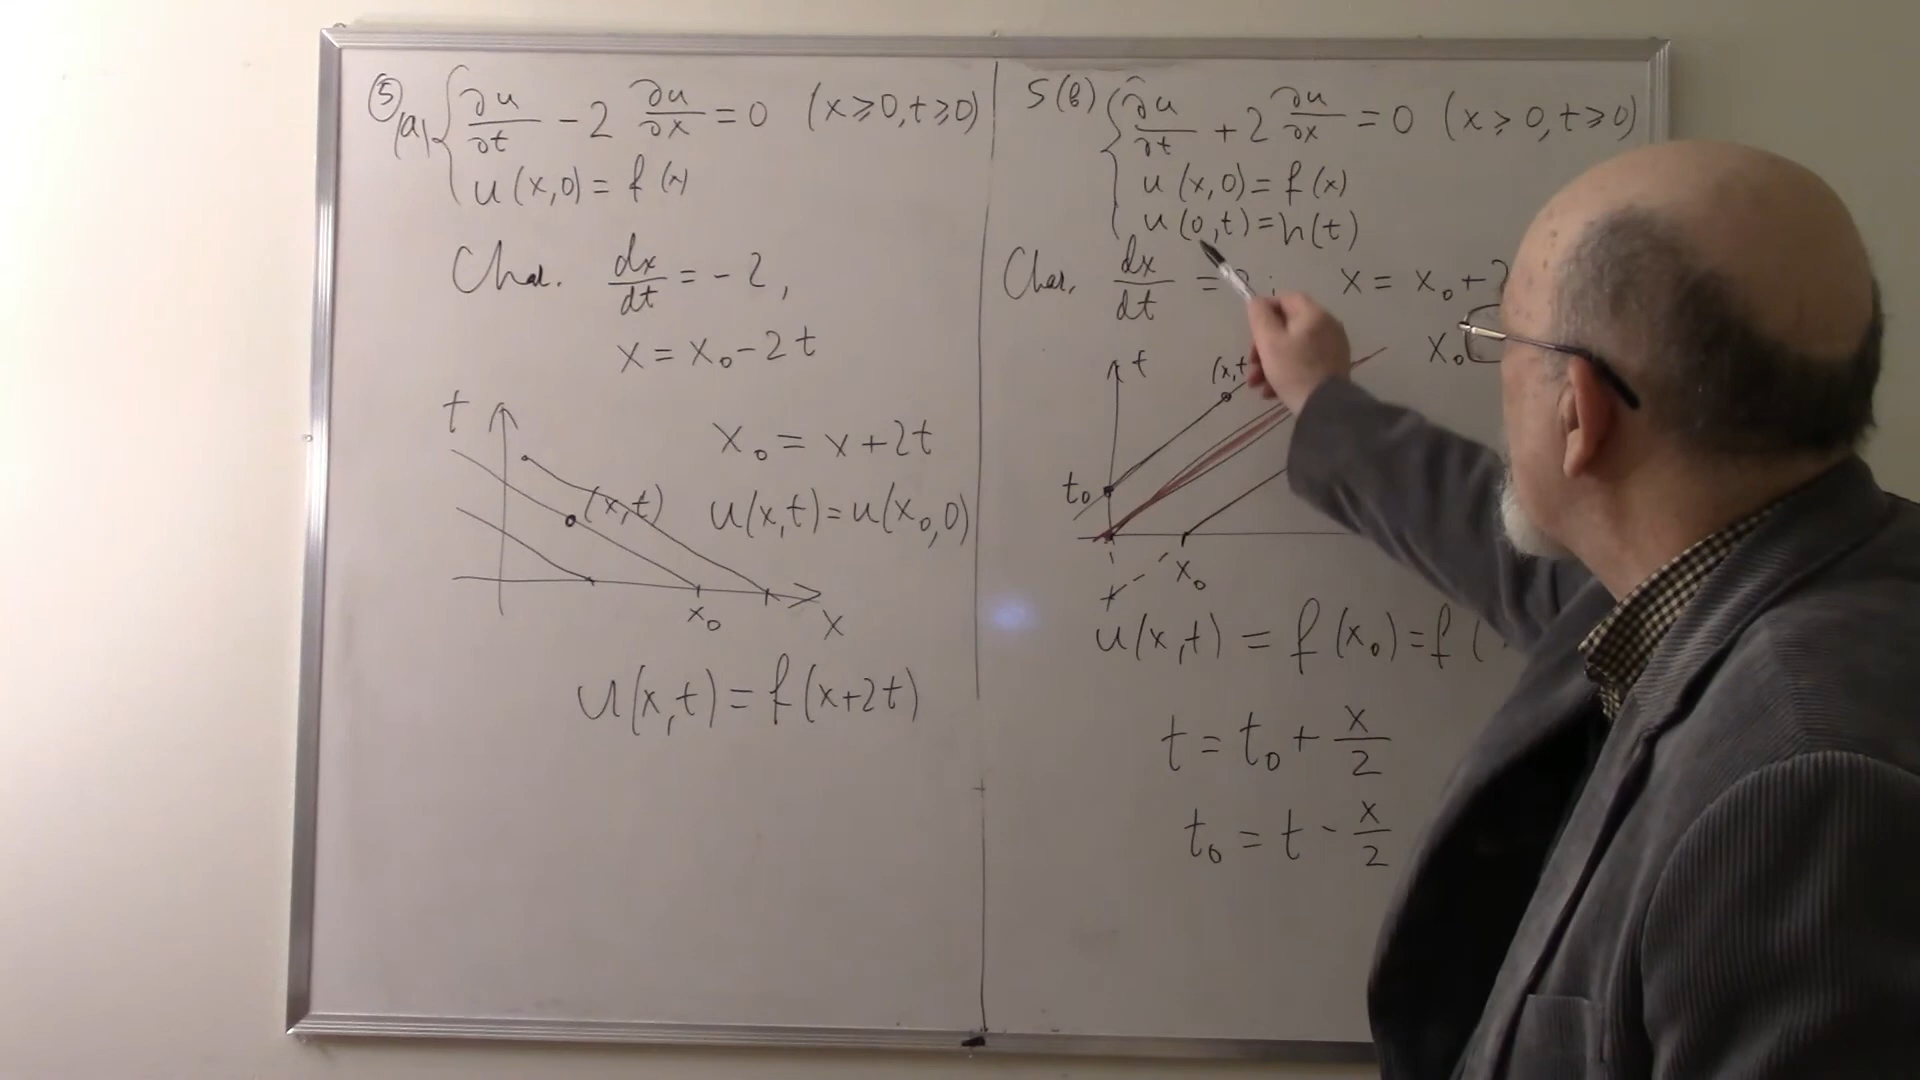 ⑤(a) { ∂u/∂t − 2 ∂u/∂x = 0 (x ⩾ 0, t ⩾ 0)
u(x,0) = f(x)
Char. dx/dt = −2,
x = x₀ − 2t
t
x₀ = x + 2t
(x,t)
u(x,t) = u(x₀,0)
x₀
x
u(x,t) = f(x+2t)
5(b) { ∂u/∂t + 2 ∂u/∂x = 0 (x ⩾ 0, t ⩾ 0)
u(x,0) = f(x)
u(0,t) = h(t)
Char. dx/dt = x = x₀ + 2
x₀
t
(x,t
t₀
x₀
u(x,t) = f(x₀) = f(
t = t₀ + x/2
t₀ = t − x/2